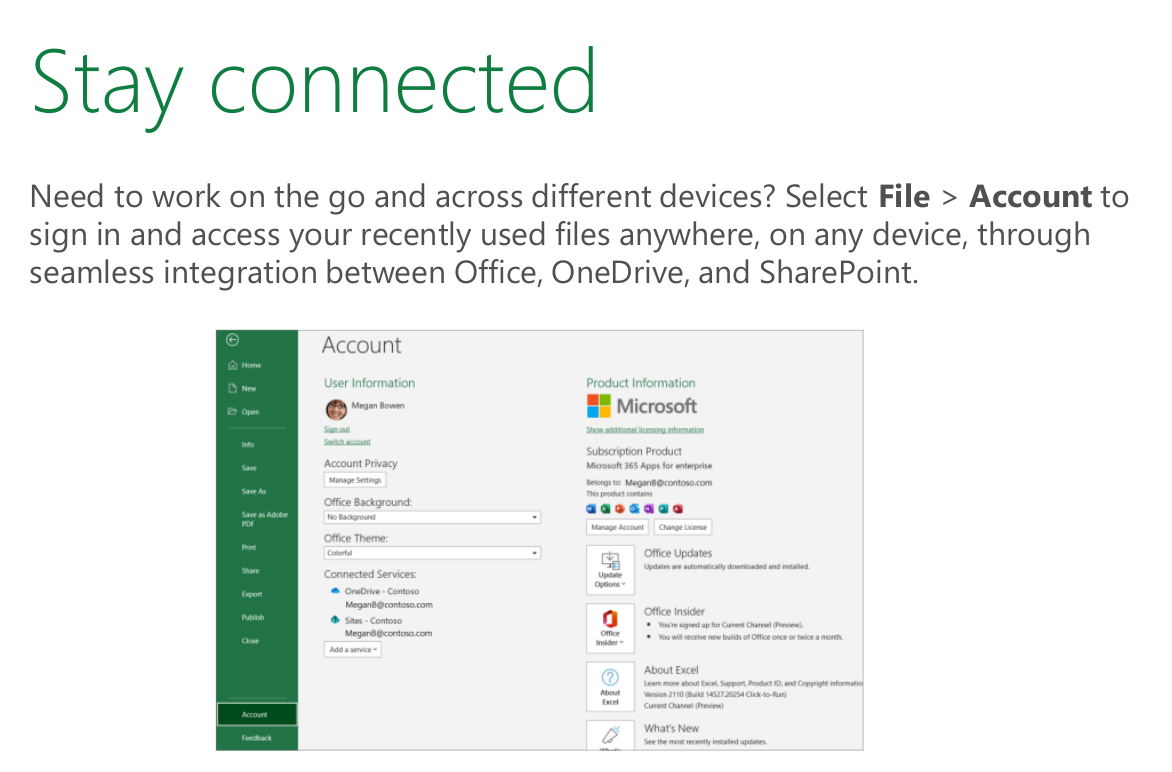 Stay connected
Need to work on the go and across different devices? Select File > Account to
sign in and access your recently used files anywhere, on any device, through
seamless integration between Office, OneDrive, and SharePoint.
Home
New
Open
Info
Save
Save As
Save as Adobe
PDF
Print
Share
Export
Publish
Close
Account
Feedback
Account
User Information
Megan Bowen
Sign out
Switch account
Account Privacy
Manage Settings
Office Background:
No Background
Office Theme:
Colorful
Connected Services:
OneDrive - Contoso
MeganB@contoso.com
Sites - Contoso
MeganB@contoso.com
Add a service
Product Information
Microsoft
Show additional licensing information
Subscription Product
Microsoft 365 Apps for enterprise
Belongs to: MeganB@contoso.com
This product contains
Manage Account Change License
Update
Options
Office Updates
Updates are automatically downloaded and installed.
Office
Insider
Office Insider
You're signed up for Current Channel (Preview).
You will receive new builds of Office once or twice a month.
About
Excel
About Excel
Learn more about Excel, Support, Product ID, and Copyright informatio
Version 2110 (Build 14527.20254 Click-to-Run)
Current Channel (Preview)
What's New
See the most recently installed updates.